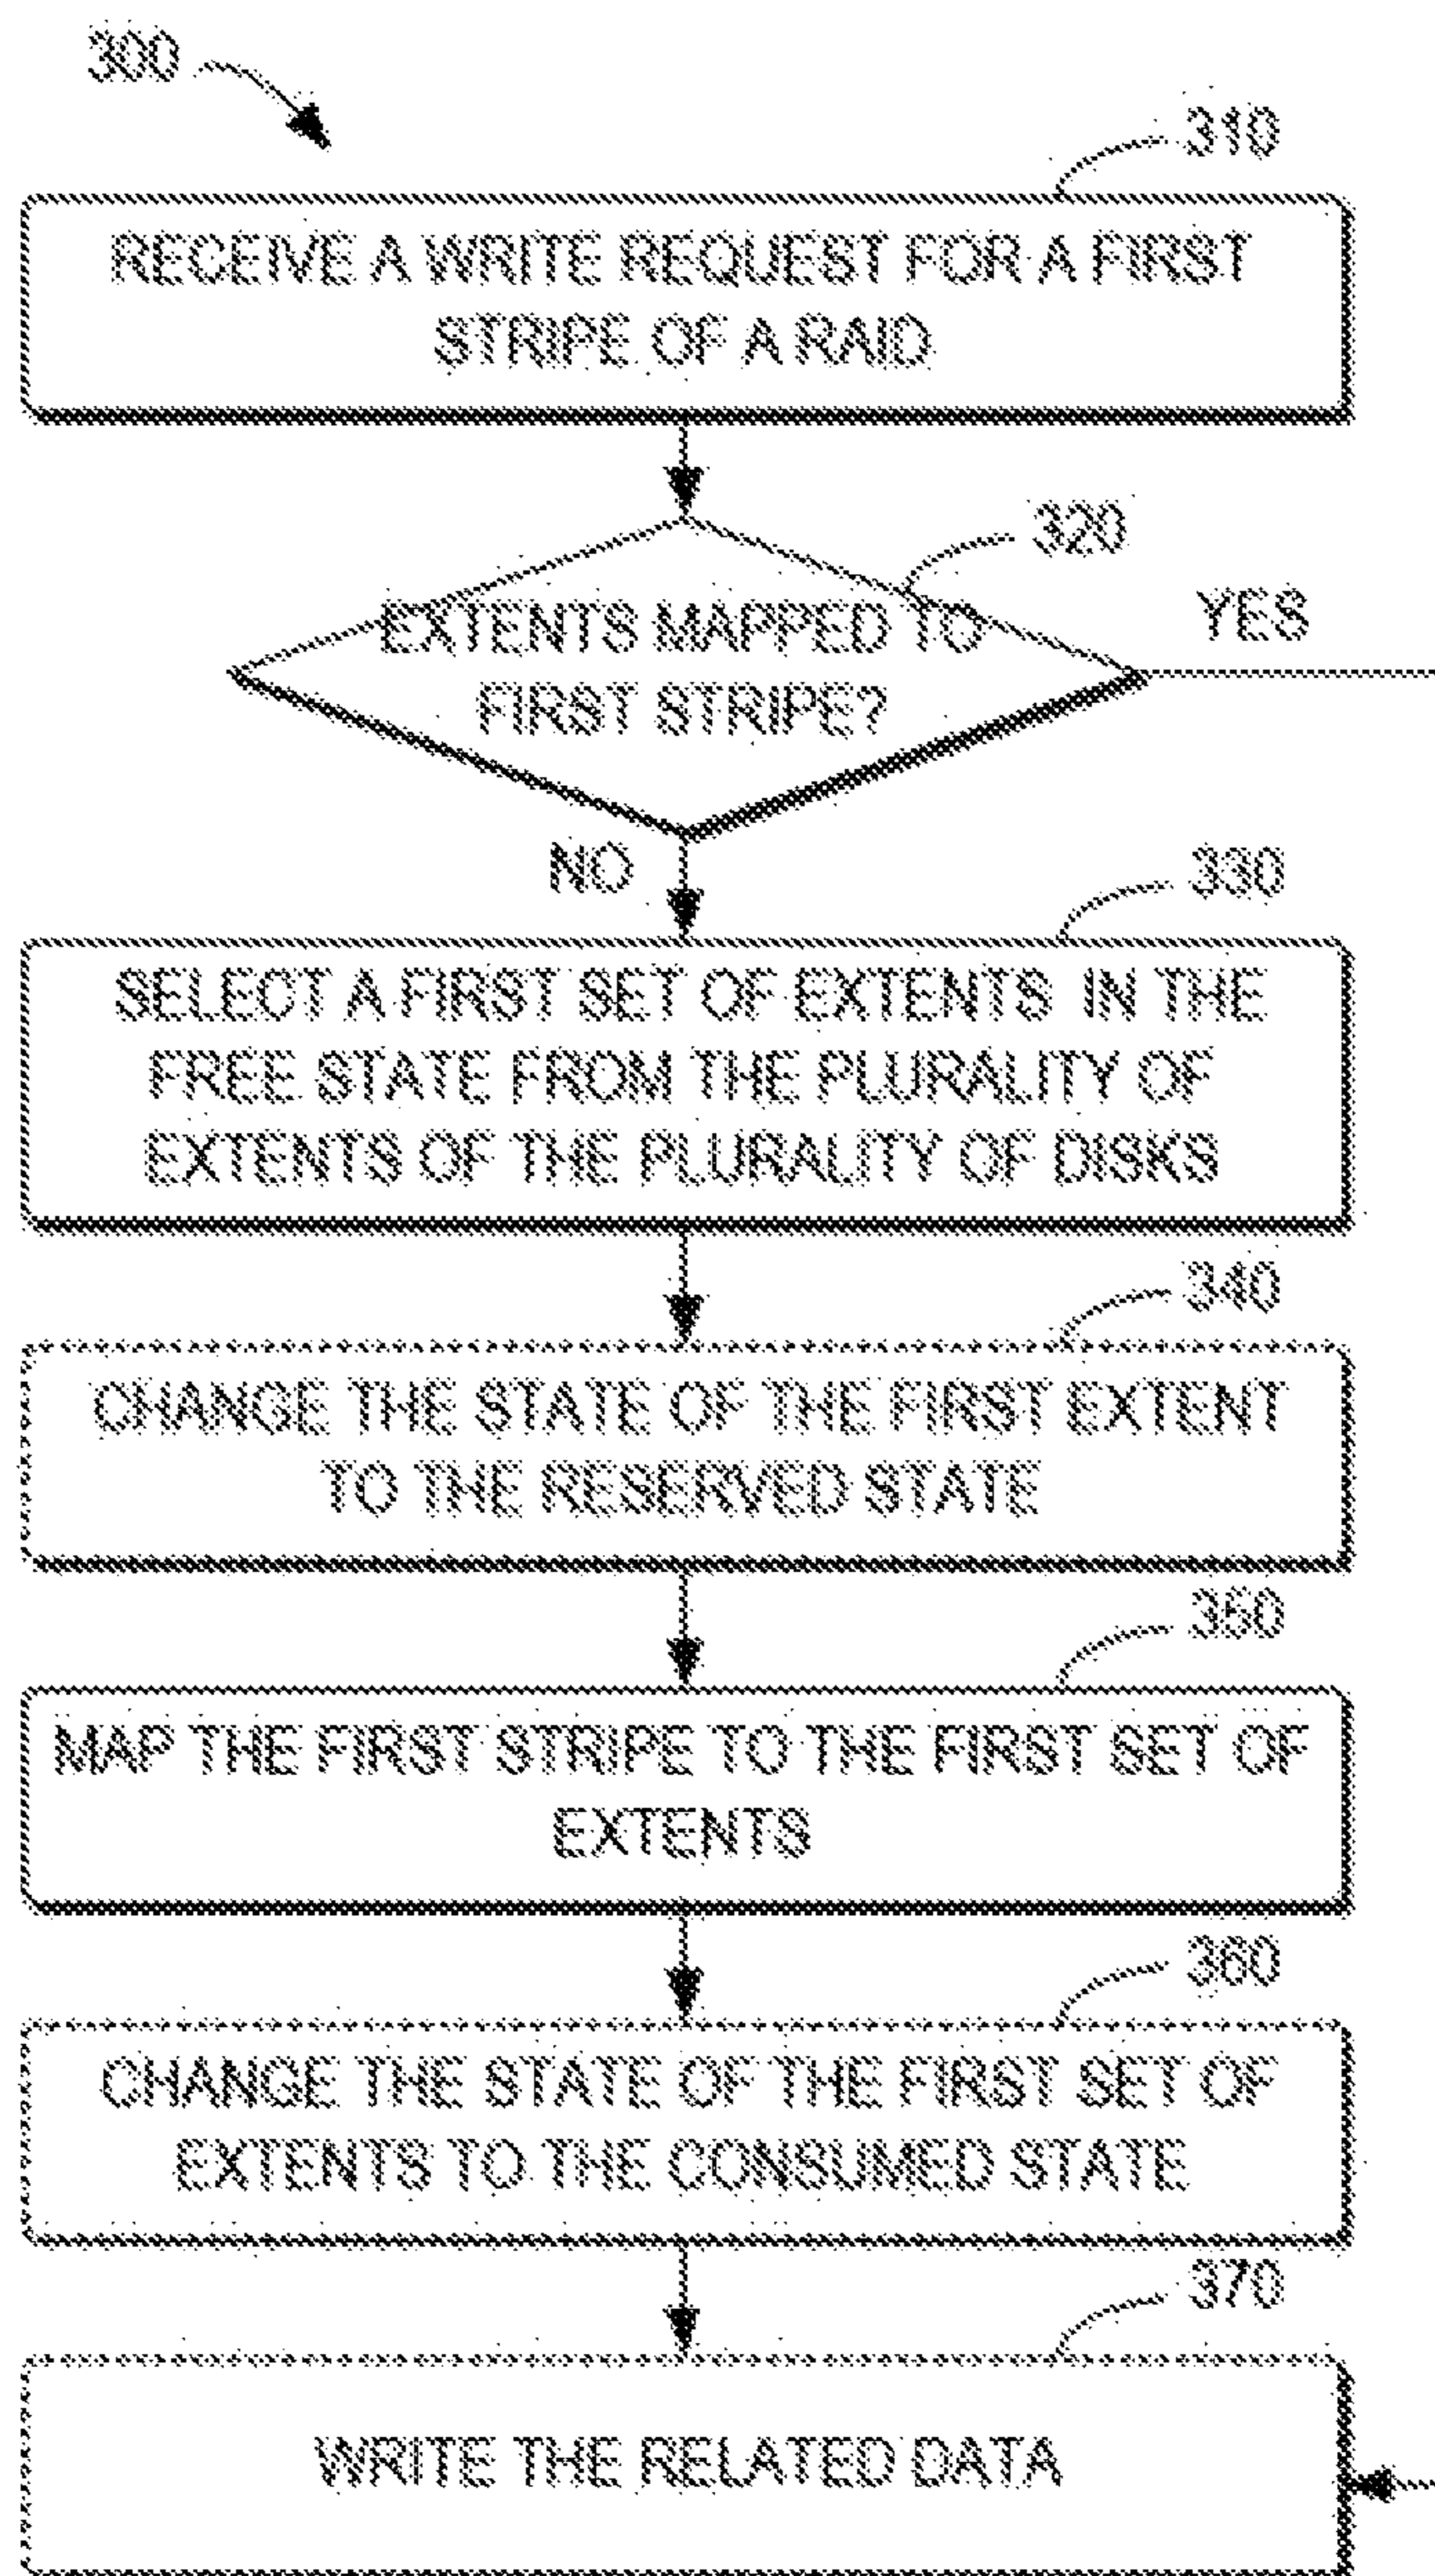 300
310
RECEIVE A WRITE REQUEST FOR A FIRST
STRIPE OF A RAID
320
EXTENTS MAPPED TO
FIRST STRIPE?
YES
NO
330
SELECT A FIRST SET OF EXTENTS IN THE
FREE STATE FROM THE PLURALITY OF
EXTENTS OF THE PLURALITY OF DISKS
340
CHANGE THE STATE OF THE FIRST EXTENT
TO THE RESERVED STATE
350
MAP THE FIRST STRIPE TO THE FIRST SET OF
EXTENTS
360
CHANGE THE STATE OF THE FIRST SET OF
EXTENTS TO THE CONSUMED STATE
370
WRITE THE RELATED DATA